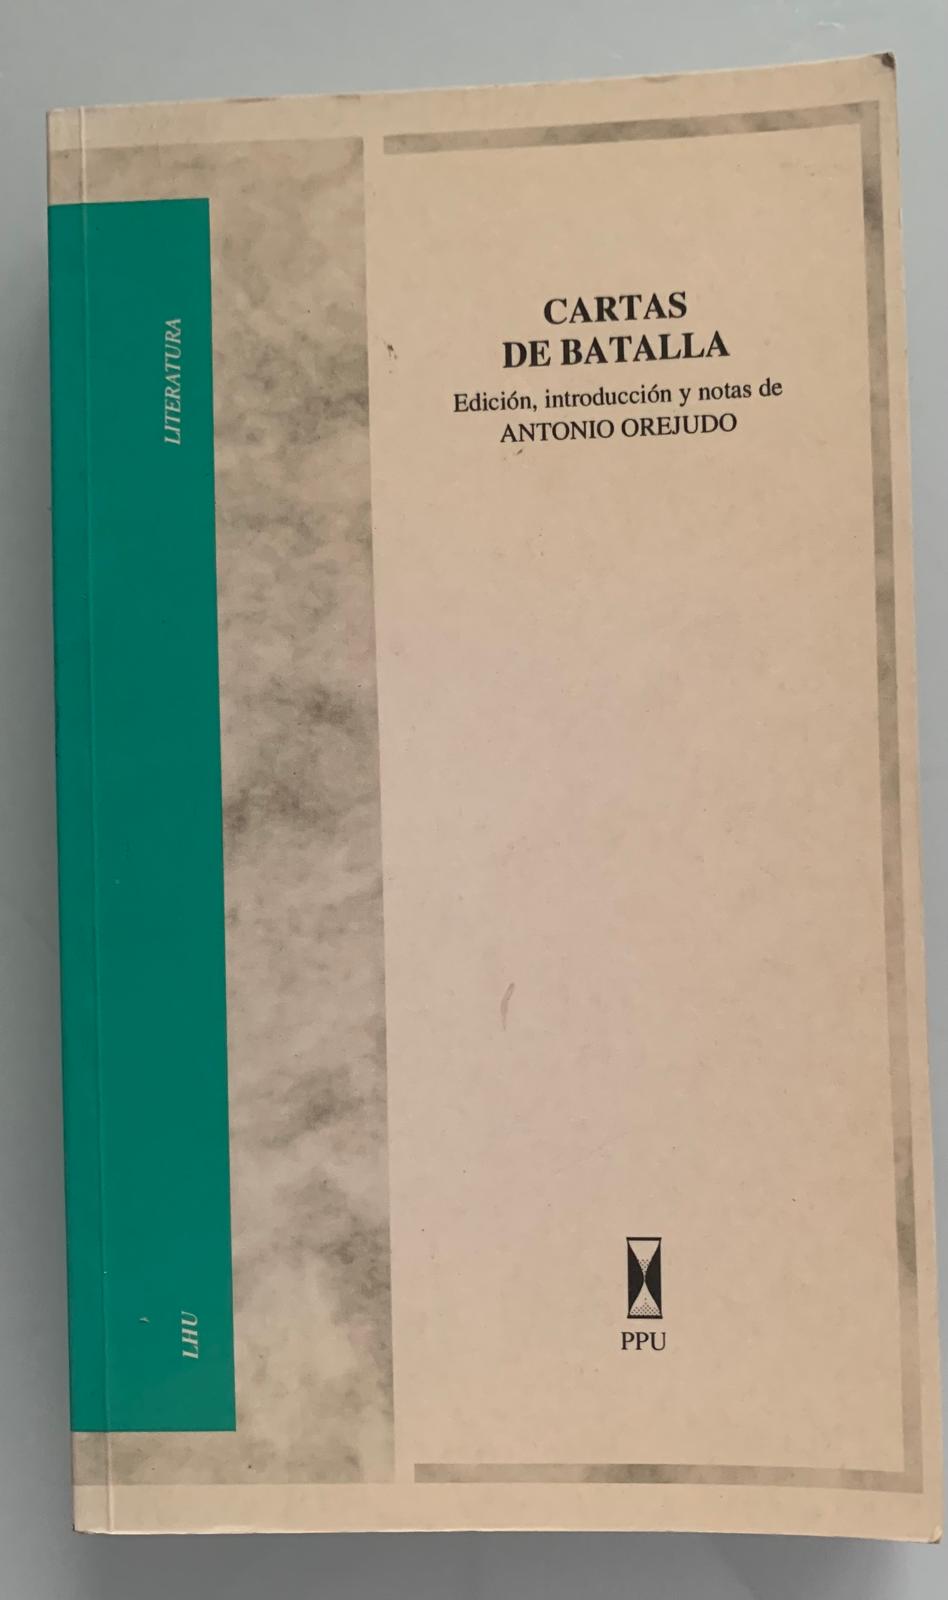 LITERATURA
CARTAS
DE BATALLA
Edición, introducción y notas de
ANTONIO OREJUDO
LHU
PPU